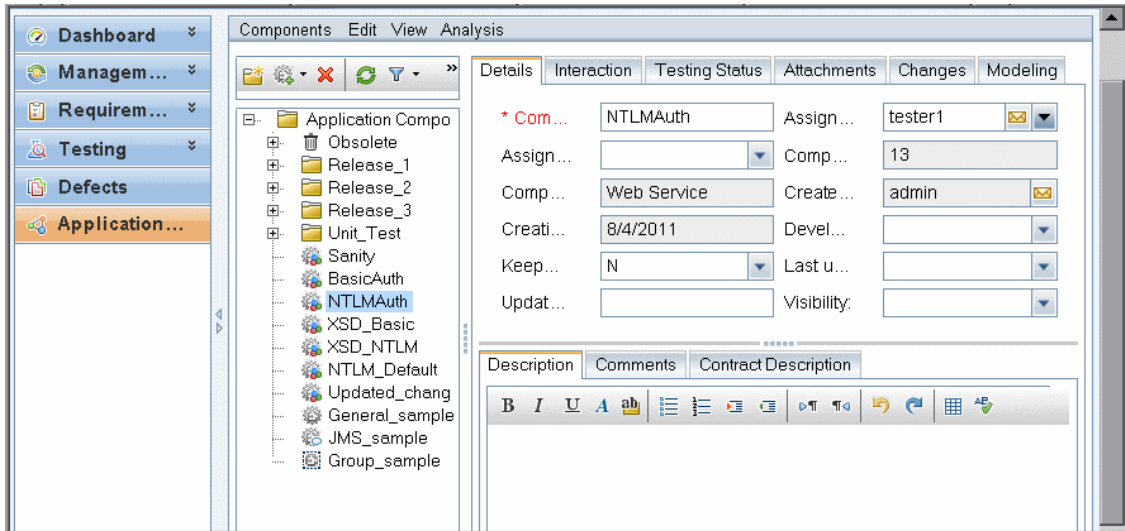 Dashboard
Managem...
Requirem...
Testing
Defects
Application...
Components Edit View Analysis
Application Compo
Obsolete
Release_1
Release_2
Release_3
Unit_Test
Sanity
BasicAuth
NTLMAuth
XSD_Basic
XSD_NTLM
NTLM_Default
Updated_chang
General_sample
JMS_sample
Group_sample
Details Interaction Testing Status Attachments Changes Modeling
* Com... NTLMAuth Assign... tester1
Assign... Comp... 13
Comp... Web Service Create... admin
Creati... 8/4/2011 Devel...
Keep... N Last u...
Updat... Visibility:
Description Comments Contract Description
B I U A ab